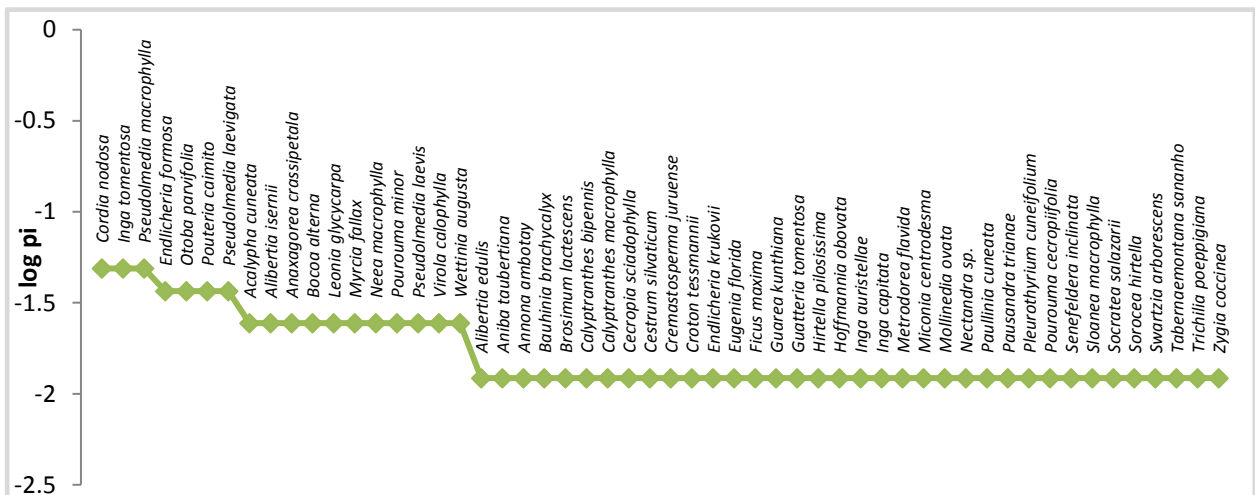 0
-0.5
-1
-1.5
-2
-2.5
log pi
Cordia nodosa
Inga tomentosa
Pseudolmedia macrophylla
Endlicheria formosa
Otoba parvifolia
Pouteria caimito
Pseudolmedia laevigata
Acalypha cuneata
Alibertia isernii
Anaxagorea crassipetala
Bocoa alterna
Leonia glycycarpa
Myrcia fallax
Neea macrophylla
Pourouma minor
Pseudolmedia laevis
Virola calophylla
Wettinia augusta
Alibertia edulis
Aniba taubertiana
Annona ambotay
Bauhinia brachycalyx
Brosimum lactescens
Calyptranthes bipennis
Calyptranthes macrophylla
Cecropia sciadophylla
Cestrum silvaticum
Cremastosperma juruense
Croton tessmannii
Endlicheria krukovii
Eugenia florida
Ficus maxima
Guarea kunthiana
Guatteria tomentosa
Hirtella pilosissima
Hoffmannia obovata
Inga auristellae
Inga capitata
Metrodorea flavida
Miconia centrodesma
Mollinedia ovata
Nectandra sp.
Paullinia cuneata
Pausandra trianae
Pleurothyrium cuneifolium
Pourouma cecropiifolia
Senefeldera inclinata
Sloanea macrophylla
Socratea salazarii
Sorocea hirtella
Swartzia arborescens
Tabernaemontana sananho
Trichilia poeppigiana
Zygia coccinea